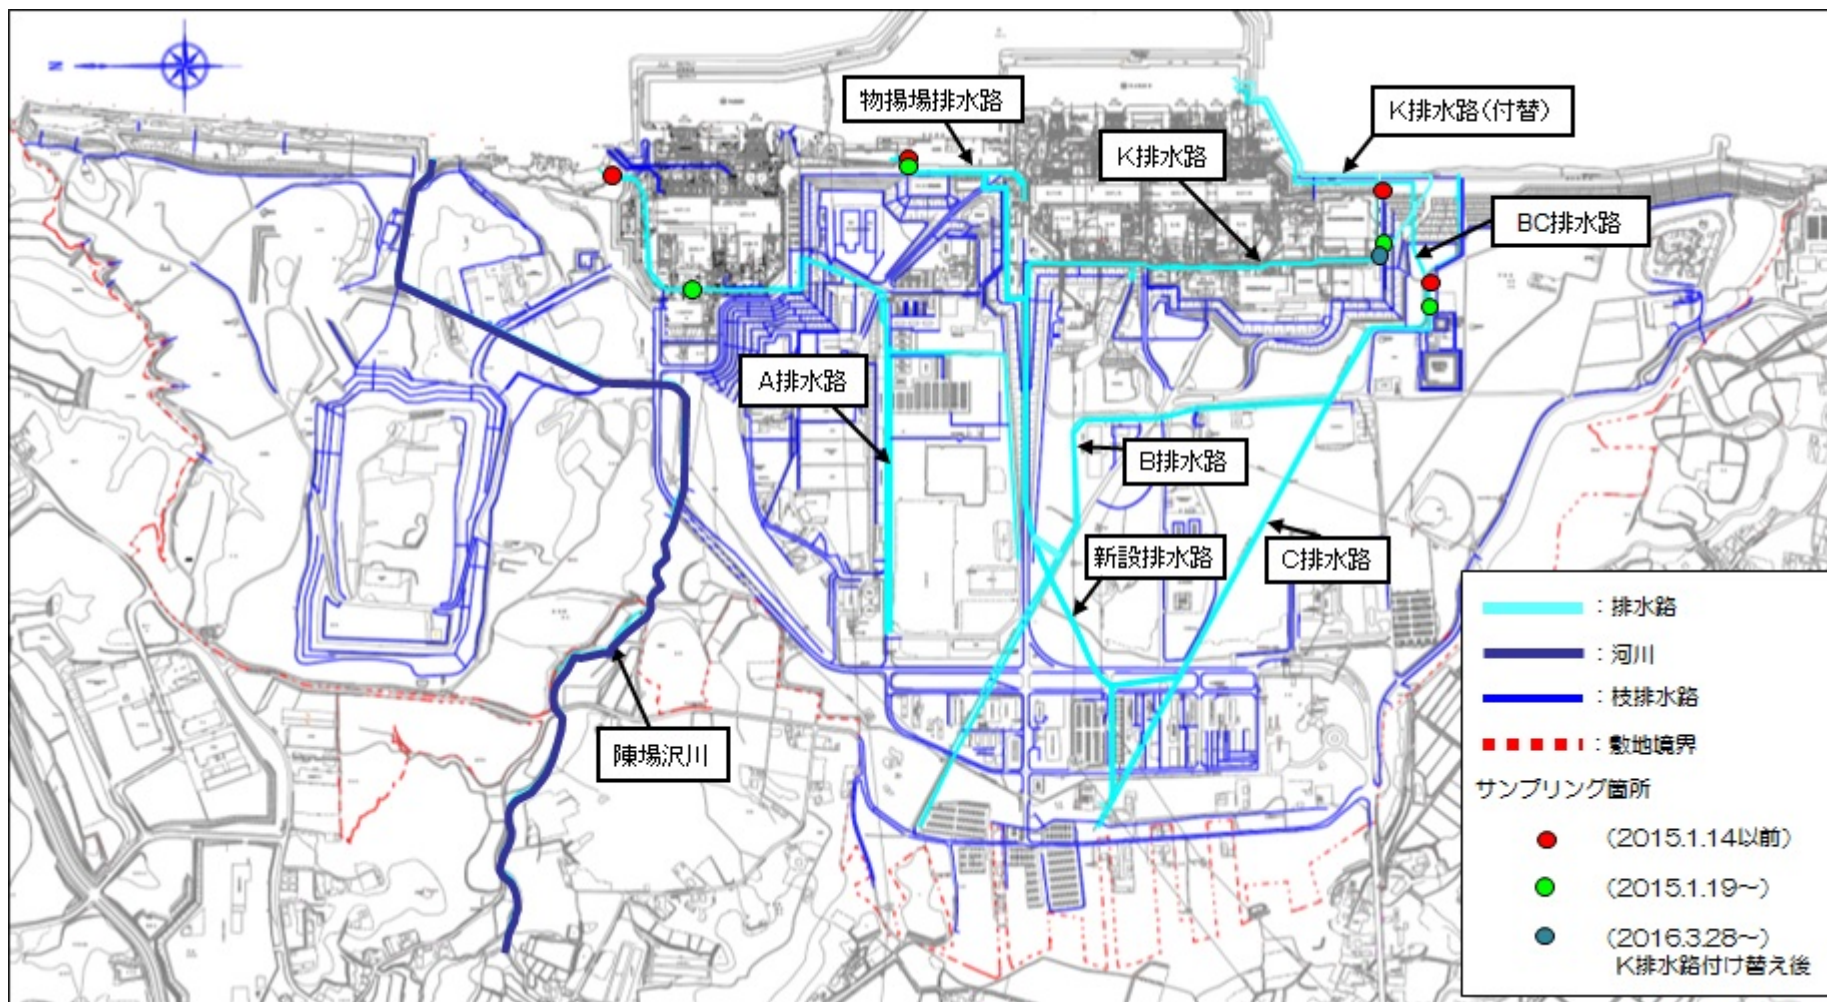 N
物揚場排水路
K排水路(付替)
K排水路
BC排水路
A排水路
B排水路
新設排水路
C排水路
陳場沢川
：排水路
：河川
：枝排水路
：敷地境界
サンプリング箇所
(2015.1.14以前)
(2015.1.19～)
(2016.3.28～)
K排水路付け替え後